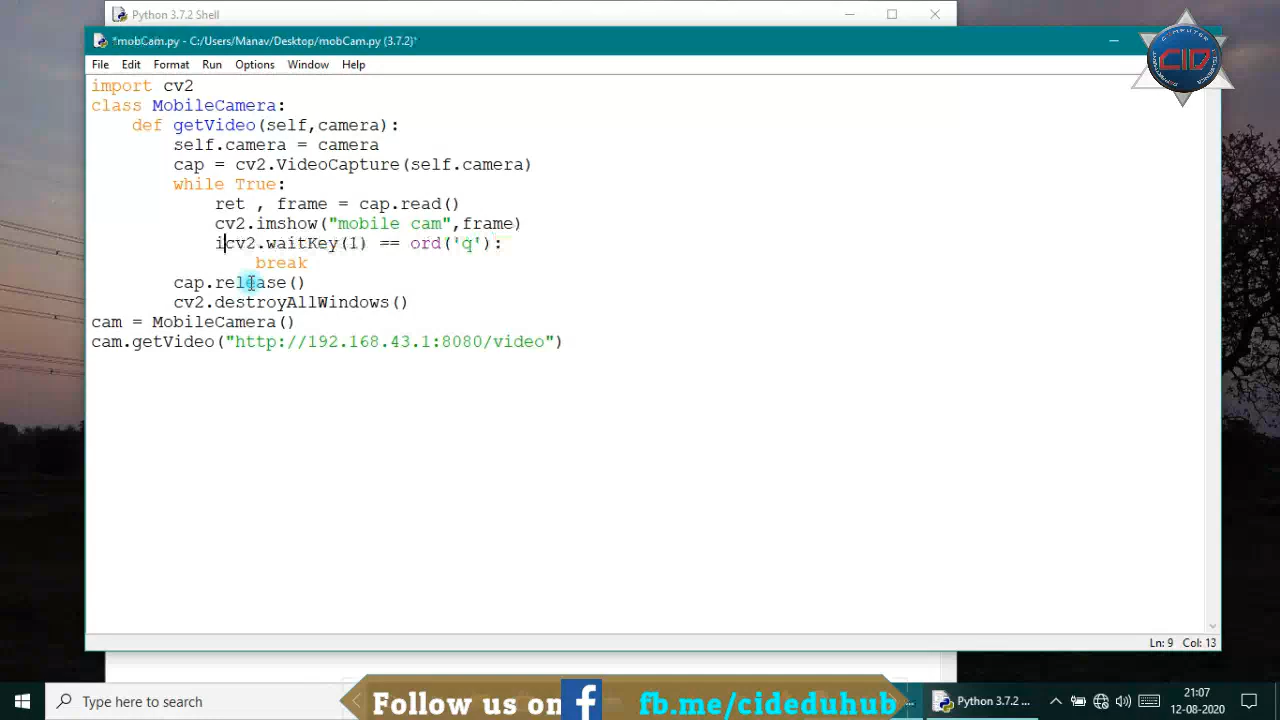 Python 3.7.2 Shell
*mobCam.py - C:/Users/Manav/Desktop/mobCam.py (3.7.2)*
File Edit Format Run Options Window Help
import cv2
class MobileCamera:
    def getVideo(self,camera):
        self.camera = camera
        cap = cv2.VideoCapture(self.camera)
        while True:
            ret , frame = cap.read()
            cv2.imshow("mobile cam",frame)
            icv2.waitKey(1) == ord('q'):
                break
        cap.release()
        cv2.destroyAllWindows()
cam = MobileCamera()
cam.getVideo("http://192.168.43.1:8080/video")
Ln: 9 Col: 13
CID
Follow us on fb.me/cideduhub
Type here to search
Python 3.7.2 ...
21:07
12-08-2020